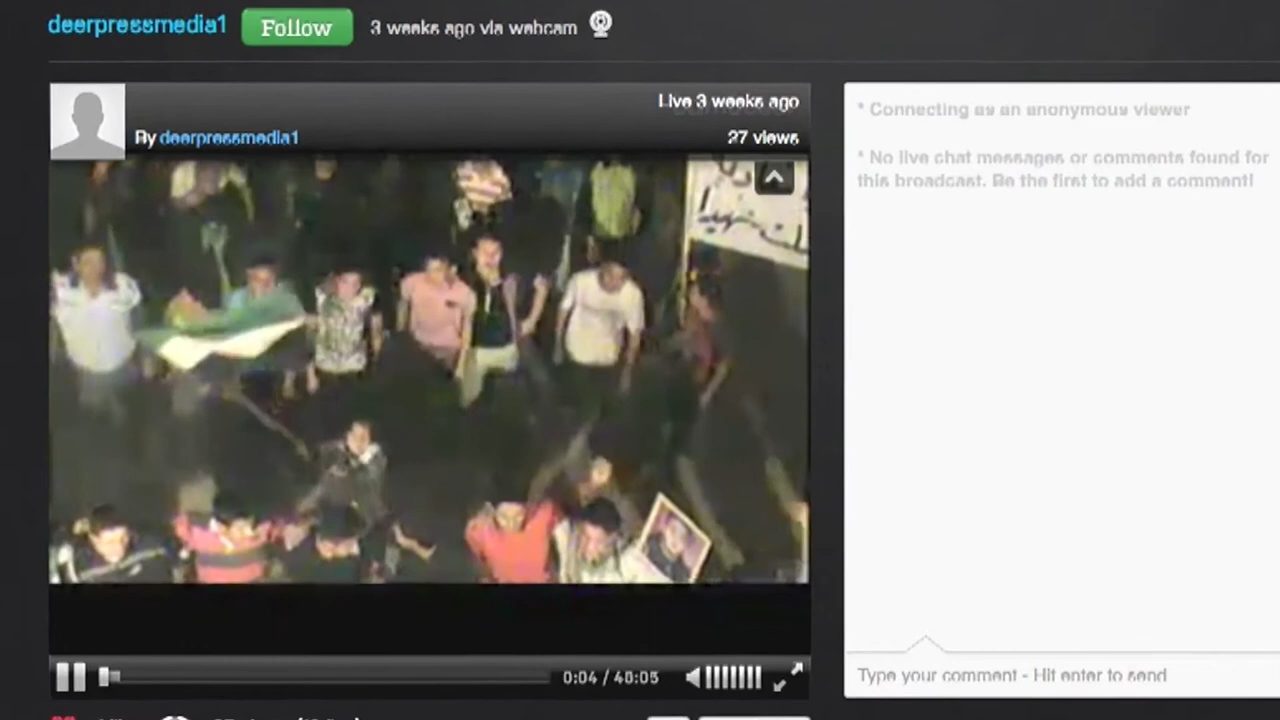 deerpressmedia1 Follow 3 weeks ago via webcam
Live 3 weeks ago
By deerpressmedia1 27 views
* Connecting as an anonymous viewer
* No live chat messages or comments found for
this broadcast. Be the first to add a comment!
0:04 / 48:05
Type your comment - Hit enter to send